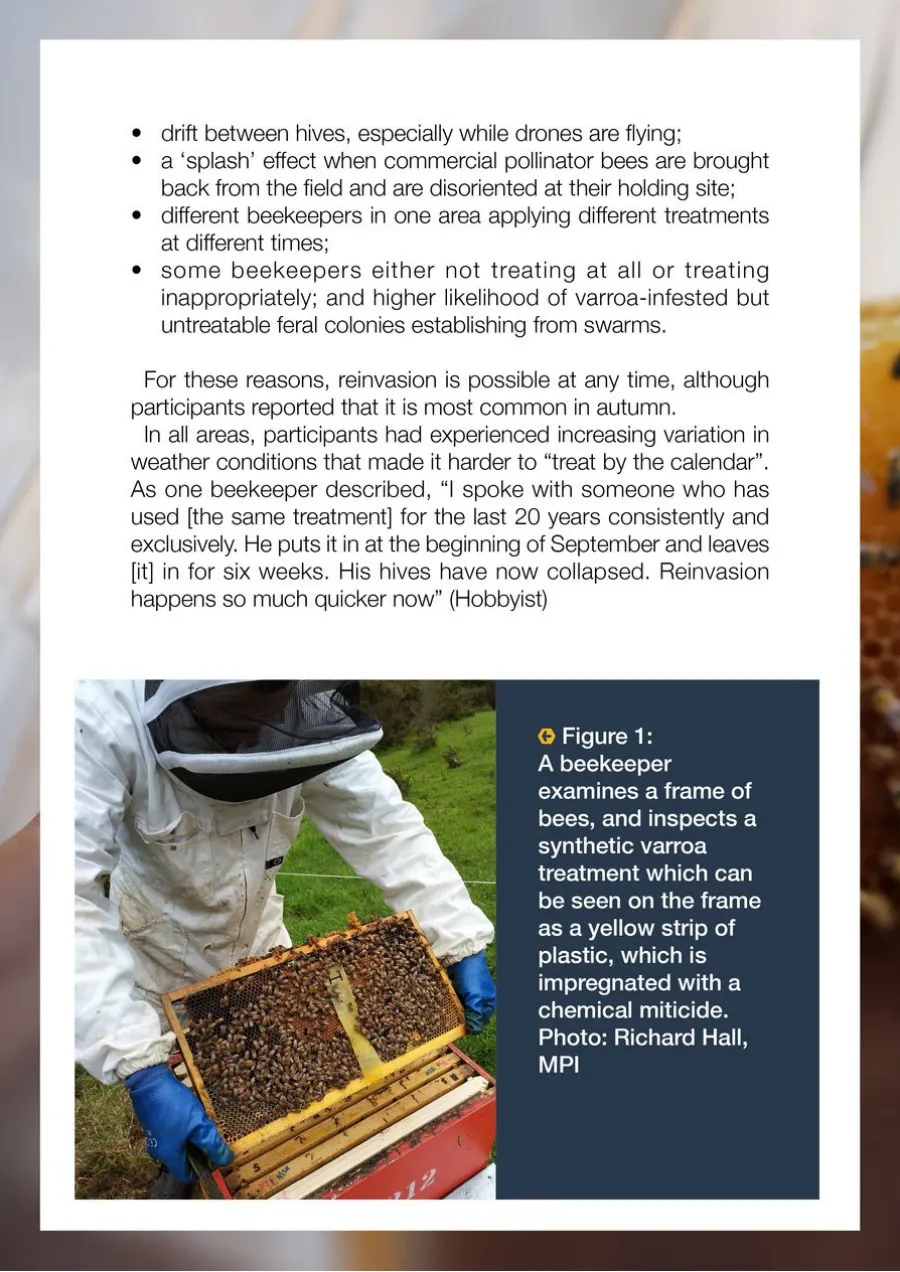 • drift between hives, especially while drones are flying;
• a ‘splash’ effect when commercial pollinator bees are brought
back from the field and are disoriented at their holding site;
• different beekeepers in one area applying different treatments
at different times;
• some beekeepers either not treating at all or treating
inappropriately; and higher likelihood of varroa-infested but
untreatable feral colonies establishing from swarms.
For these reasons, reinvasion is possible at any time, although
participants reported that it is most common in autumn.
In all areas, participants had experienced increasing variation in
weather conditions that made it harder to “treat by the calendar”.
As one beekeeper described, “I spoke with someone who has
used [the same treatment] for the last 20 years consistently and
exclusively. He puts it in at the beginning of September and leaves
[it] in for six weeks. His hives have now collapsed. Reinvasion
happens so much quicker now” (Hobbyist)
Figure 1:
A beekeeper
examines a frame of
bees, and inspects a
synthetic varroa
treatment which can
be seen on the frame
as a yellow strip of
plastic, which is
impregnated with a
chemical miticide.
Photo: Richard Hall,
MPI